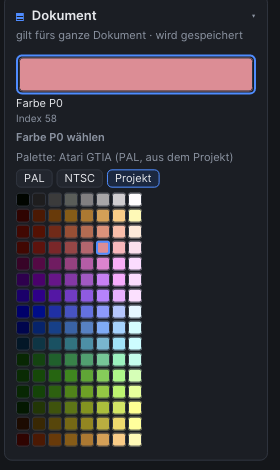 Dokument
gilt fürs ganze Dokument · wird gespeichert
Farbe P0
Index 58
Farbe P0 wählen
Palette: Atari GTIA (PAL, aus dem Projekt)
PAL NTSC Projekt